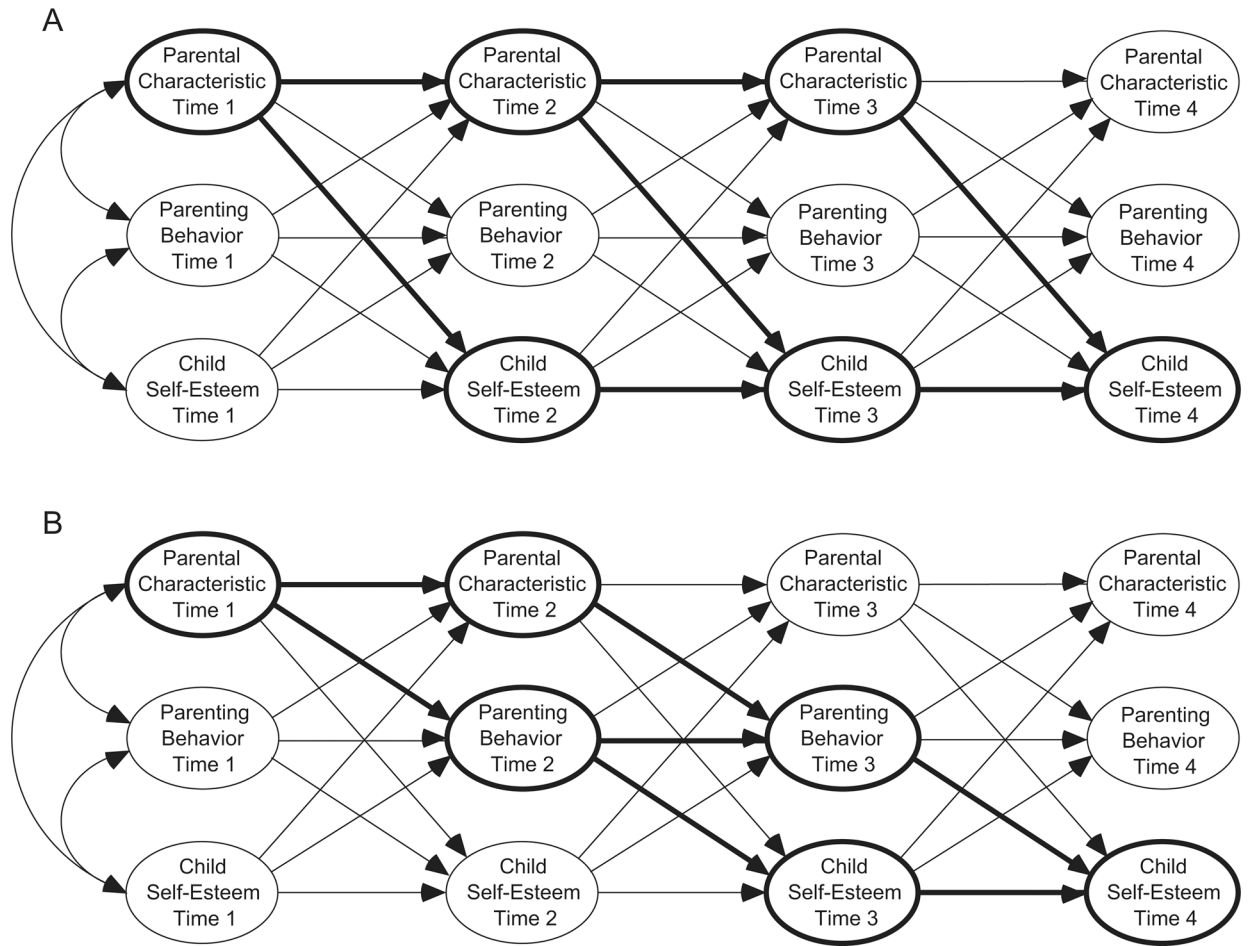 A
Parental
Characteristic
Time 1
Parental
Characteristic
Time 2
Parental
Characteristic
Time 3
Parental
Characteristic
Time 4
Parenting
Behavior
Time 1
Parenting
Behavior
Time 2
Parenting
Behavior
Time 3
Parenting
Behavior
Time 4
Child
Self-Esteem
Time 1
Child
Self-Esteem
Time 2
Child
Self-Esteem
Time 3
Child
Self-Esteem
Time 4
B
Parental
Characteristic
Time 1
Parental
Characteristic
Time 2
Parental
Characteristic
Time 3
Parental
Characteristic
Time 4
Parenting
Behavior
Time 1
Parenting
Behavior
Time 2
Parenting
Behavior
Time 3
Parenting
Behavior
Time 4
Child
Self-Esteem
Time 1
Child
Self-Esteem
Time 2
Child
Self-Esteem
Time 3
Child
Self-Esteem
Time 4